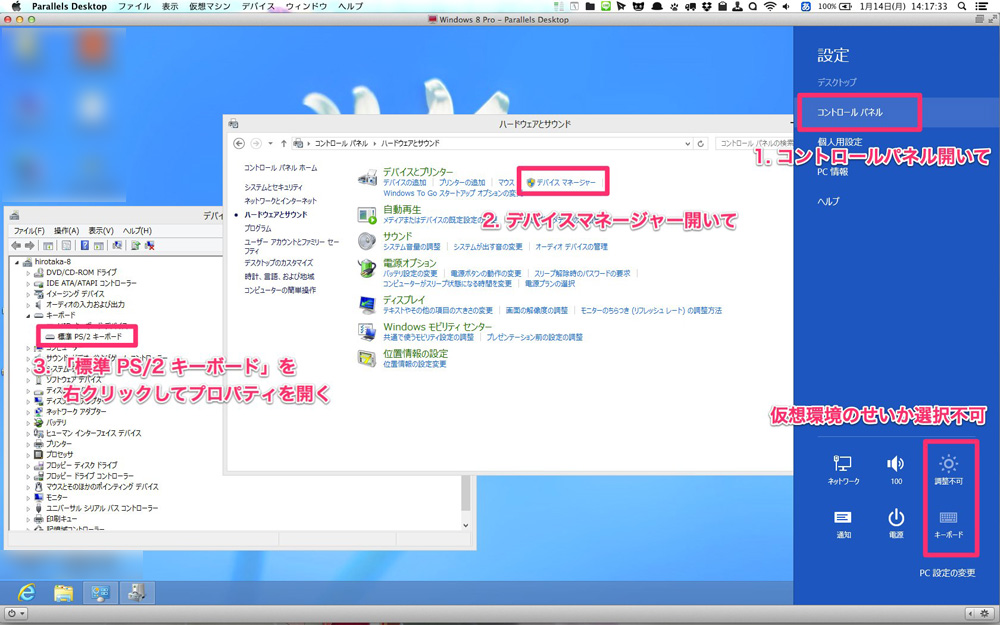 Parallels Desktop ファイル 表示 仮想マシン デバイス ウィンドウ ヘルプ
100% 1月14日(月) 14:17:33
Windows 8 Pro – Parallels Desktop
設定
デスクトップ
コントロール パネル
個人用設定
1. コントロールパネル開いて
PC 情報
ヘルプ
ハードウェアとサウンド
コントロール パネル ハードウェアとサウンド
コントロール パネルの検索
コントロール パネル ホーム
システムとセキュリティ
ネットワークとインターネット
ハードウェアとサウンド
プログラム
ユーザー アカウントとファミリー セーフティ
デスクトップのカスタマイズ
時計、言語、および地域
コンピューターの簡単操作
デバイスとプリンター
デバイスの追加 プリンターの追加 マウス デバイス マネージャー
Windows To Go スタートアップ オプションの変
2. デバイスマネージャー開いて
自動再生
メディアまたはデバイスの既定設定の
サウンド
システム音量の調整 システムが出す音の変更 オーディオ デバイスの管理
電源オプション
バッテリ設定の変更 電源ボタンの動作の変更 スリープ解除時のパスワードの要求
コンピューターがスリープ状態になる時間を変更 電源プランの選択
ディスプレイ
テキストやその他の項目の大きさの変更 画面の解像度の調整 モニターのちらつき (リフレッシュ レート) の調整方法
Windows モビリティ センター
共通で使うモビリティ設定の調整 プレゼンテーション前の設定の調整
位置情報の設定
位置情報の設定変更
デバイ
ファイル(F) 操作(A) 表示(V) ヘルプ(H)
hirotaka-8
DVD/CD-ROM ドライブ
IDE ATA/ATAPI コントローラー
イメージング デバイス
オーディオの入力および出力
キーボード
標準 PS/2 キーボード
3. 「標準 PS/2 キーボード」を
右クリックしてプロパティを開く
ソフトウェア デバイス
ネットワーク アダプター
バッテリ
ヒューマン インターフェイス デバイス
プリンター
プロセッサ
フロッピー ディスク ドライブ
フロッピー ドライブ コントローラー
マウスとそのほかのポインティング デバイス
モニター
ユニバーサル シリアル バス コントローラー
印刷キュー
記憶域コントローラー
仮想環境のせいか選択不可
ネットワーク 100 調整不可
通知 電源 キーボード
PC 設定の変更